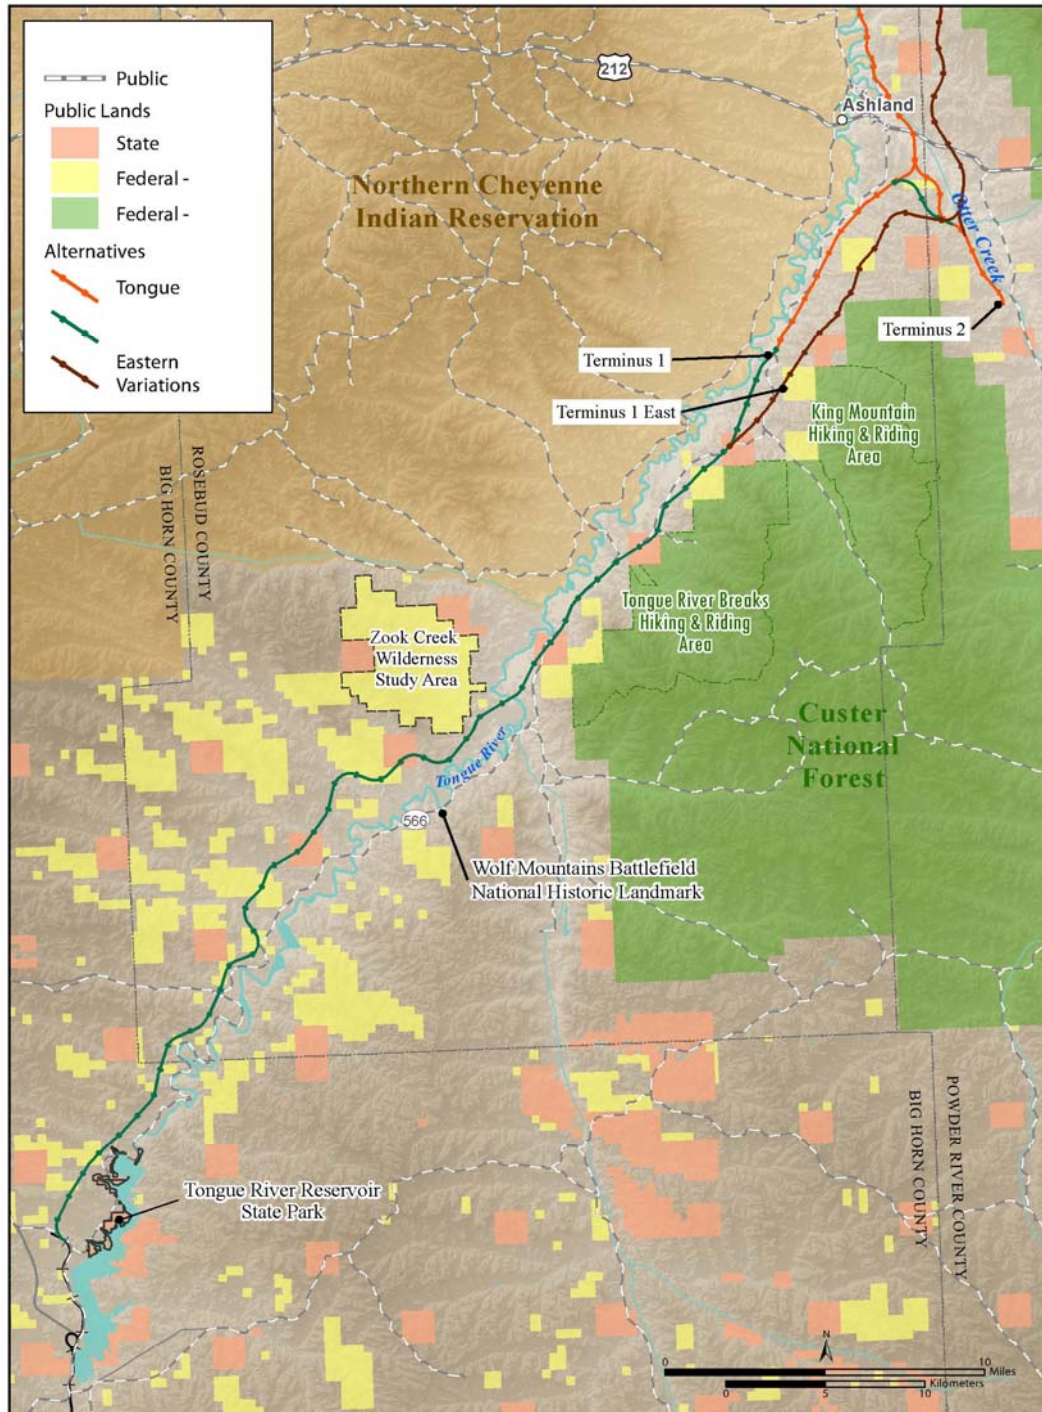 Public
Public Lands
State
Federal -
Federal -
Alternatives
Tongue
Eastern
Variations
212
Ashland
Northern Cheyenne
Indian Reservation
Otter Creek
Terminus 1
Terminus 2
Terminus 1 East
King Mountain
Hiking & Riding
Area
ROSEBUD COUNTY
BIG HORN COUNTY
Zook Creek
Wilderness
Study Area
Tongue River Breaks
Hiking & Riding
Area
Custer
National
Forest
Tongue River
566
Wolf Mountains Battlefield
National Historic Landmark
POWDER RIVER COUNTY
BIG HORN COUNTY
Tongue River Reservoir
State Park
N
0 10
Miles
Kilometers
0 5 10